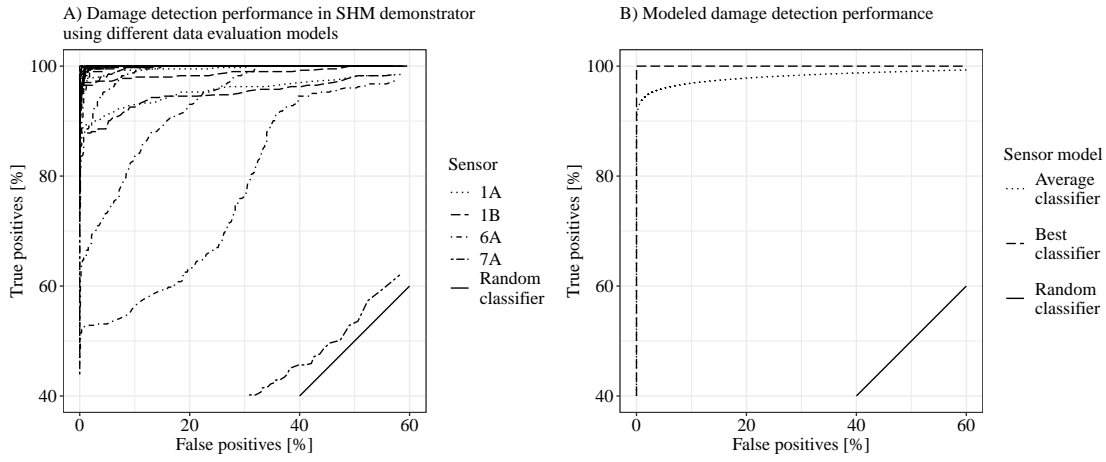 A) Damage detection performance in SHM demonstrator
using different data evaluation models
True positives [%]
100
80
60
40
0
20
40
60
False positives [%]
Sensor
1A
1B
6A
7A
Random
classifier
B) Modeled damage detection performance
True positives [%]
100
80
60
40
0
20
40
60
False positives [%]
Sensor model
Average
classifier
Best
classifier
Random
classifier